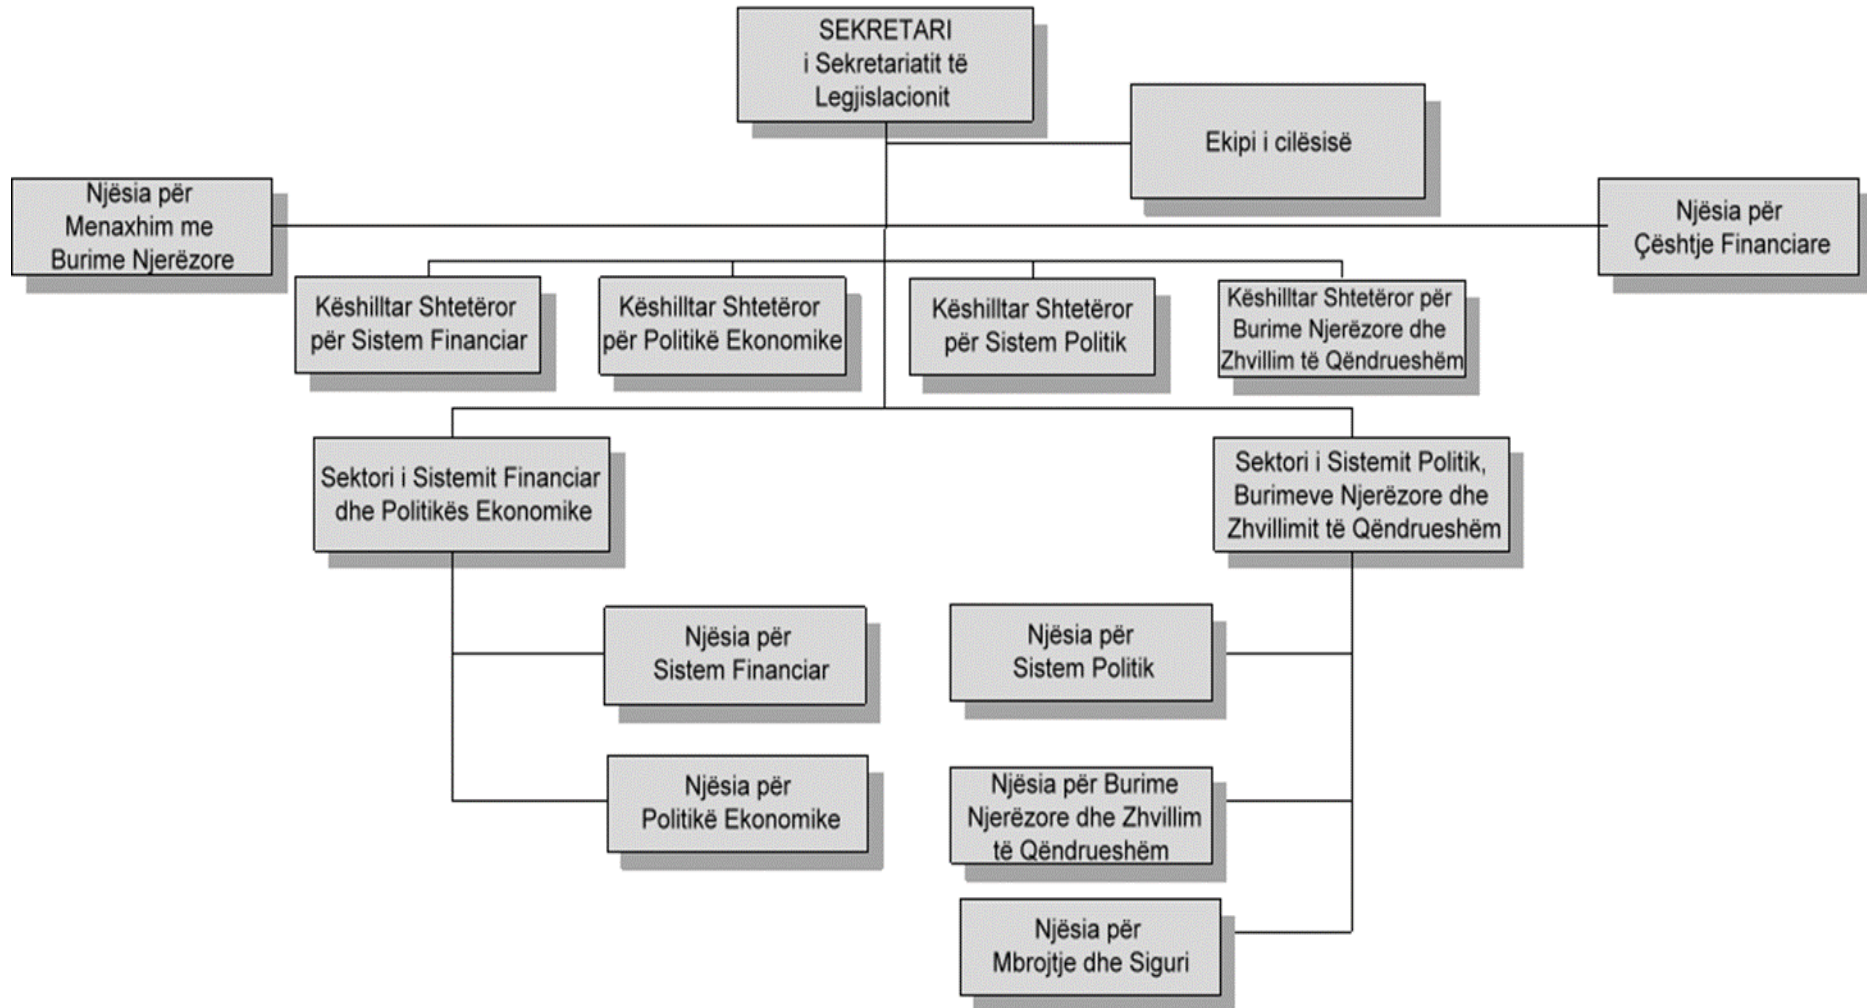 SEKRETARI
i Sekretariatit të
Legjislacionit
Ekipi i cilësisë
Njësia për
Menaxhim me
Burime Njerëzore
Njësia për
Çështje Financiare
Këshilltar Shtetëror
për Sistem Financiar
Këshilltar Shtetëror
për Politikë Ekonomike
Këshilltar Shtetëror
për Sistem Politik
Këshilltar Shtetëror për
Burime Njerëzore dhe
Zhvillim të Qëndrueshëm
Sektori i Sistemit Financiar
dhe Politikës Ekonomike
Sektori i Sistemit Politik,
Burimeve Njerëzore dhe
Zhvillimit të Qëndrueshëm
Njësia për
Sistem Financiar
Njësia për
Sistem Politik
Njësia për
Politikë Ekonomike
Njësia për Burime
Njerëzore dhe Zhvillim
të Qëndrueshëm
Njësia për
Mbrojtje dhe Siguri